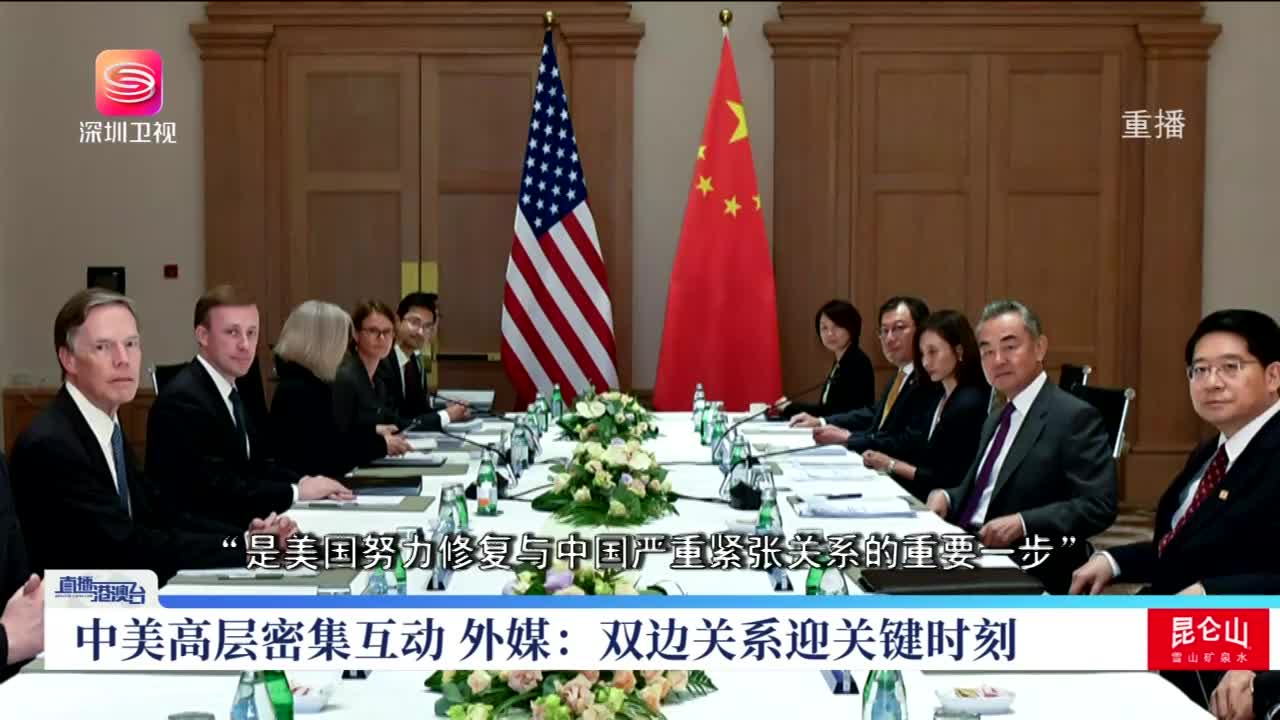 深圳卫视
重播
“是美国努力修复与中国严重紧张关系的重要一步”
直播
港澳台
中美高层密集互动 外媒：双边关系迎关键时刻
昆仑山
雪山矿泉水